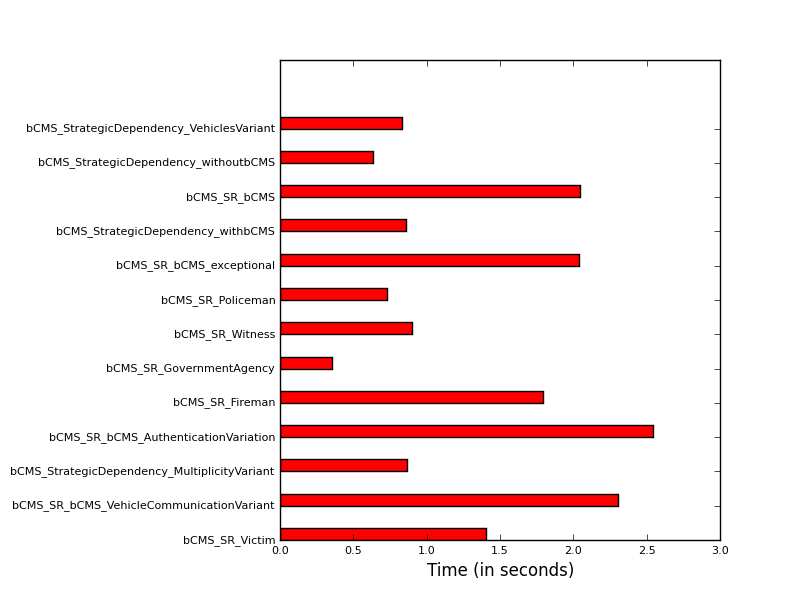 bCMS_StrategicDependency_VehiclesVariant
bCMS_StrategicDependency_withoutbCMS
bCMS_SR_bCMS
bCMS_StrategicDependency_withbCMS
bCMS_SR_bCMS_exceptional
bCMS_SR_Policeman
bCMS_SR_Witness
bCMS_SR_GovernmentAgency
bCMS_SR_Fireman
bCMS_SR_bCMS_AuthenticationVariation
bCMS_StrategicDependency_MultiplicityVariant
bCMS_SR_bCMS_VehicleCommunicationVariant
bCMS_SR_Victim
0.0 0.5 1.0 1.5 2.0 2.5 3.0
Time (in seconds)